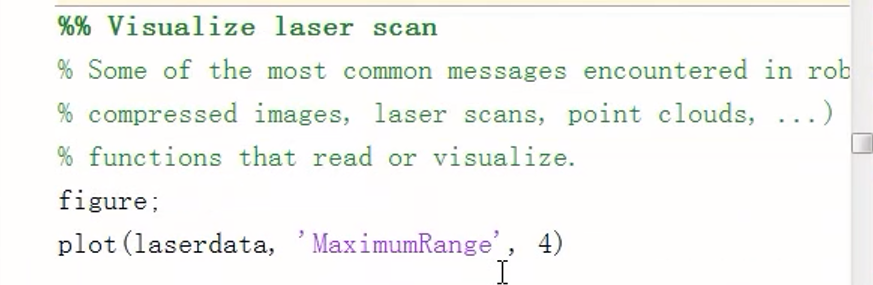 %% Visualize laser scan
% Some of the most common messages encountered in rob
% compressed images, laser scans, point clouds, ...)
% functions that read or visualize.
figure;
plot(laserdata, 'MaximumRange', 4)